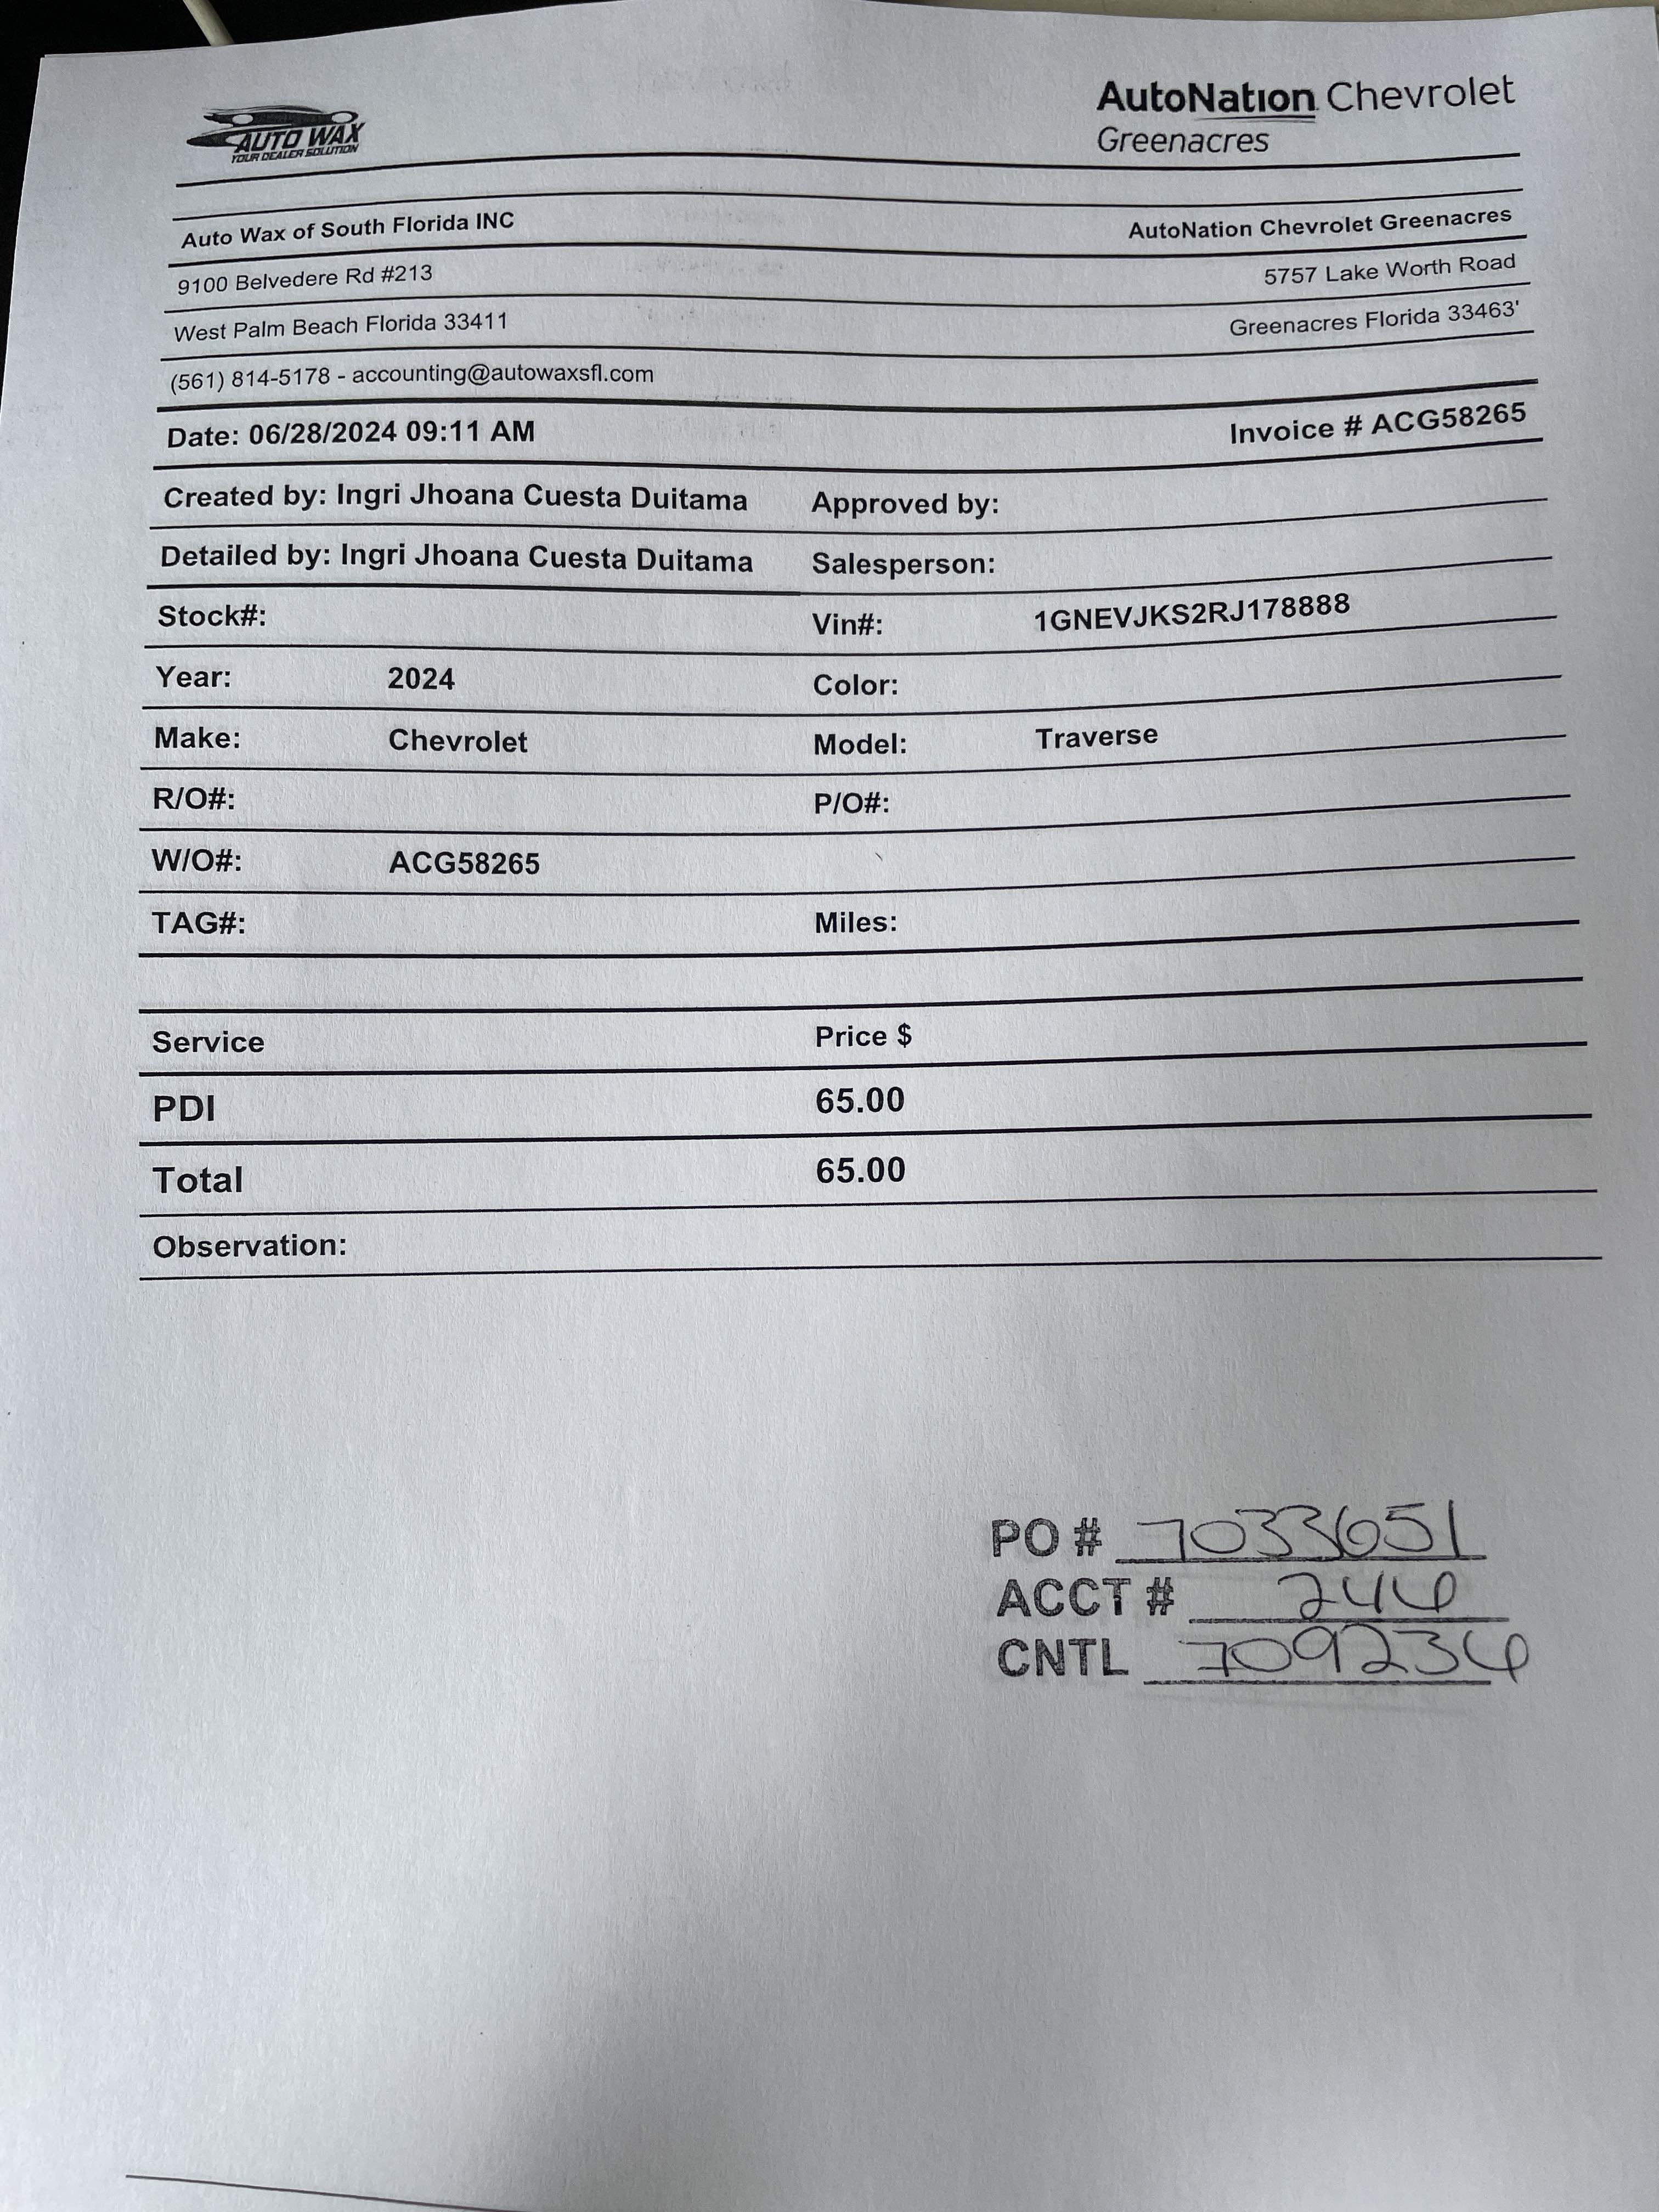 AUTO WAX
YOUR DEALER SOLUTION
AutoNation Chevrolet
Greenacres
Auto Wax of South Florida INC
AutoNation Chevrolet Greenacres
9100 Belvedere Rd #213
5757 Lake Worth Road
West Palm Beach Florida 33411
Greenacres Florida 33463'
(561) 814-5178 - accounting@autowaxsfl.com
Date: 06/28/2024 09:11 AM
Invoice # ACG58265
Created by: Ingri Jhoana Cuesta Duitama Approved by:
Detailed by: Ingri Jhoana Cuesta Duitama Salesperson:
Stock#: Vin#: 1GNEVJKS2RJ178888
Year: 2024 Color:
Make: Chevrolet Model: Traverse
R/O#: P/O#:
W/O#: ACG58265
TAG#: Miles:
Service Price $
PDI 65.00
Total 65.00
Observation:
PO # 7033651
ACCT # 246
CNTL 709236